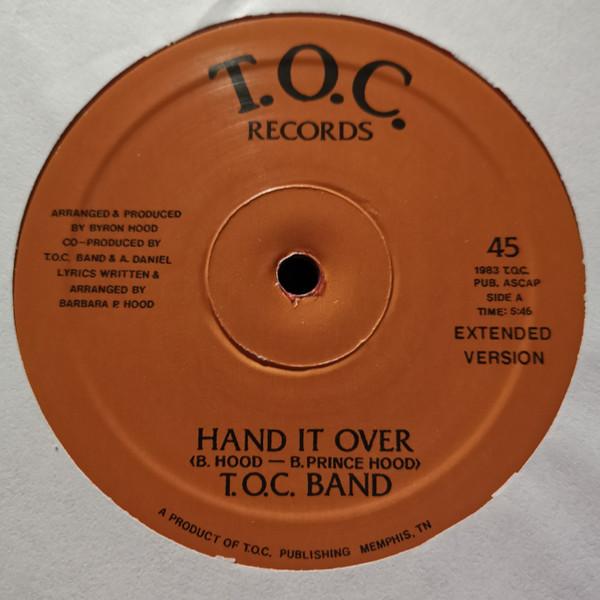 T.O.C.
RECORDS
ARRANGED & PRODUCED
BY BYRON HOOD
CO-PRODUCED BY
T.O.C. BAND & A. DANIEL
LYRICS WRITTEN &
ARRANGED BY
BARBARA P. HOOD
45
1983 T.O.C.
PUB. ASCAP
SIDE A
TIME: 5:46
EXTENDED
VERSION
HAND IT OVER
(B. HOOD — B. PRINCE HOOD)
T.O.C. BAND
A PRODUCT OF T.O.C. PUBLISHING MEMPHIS, TN